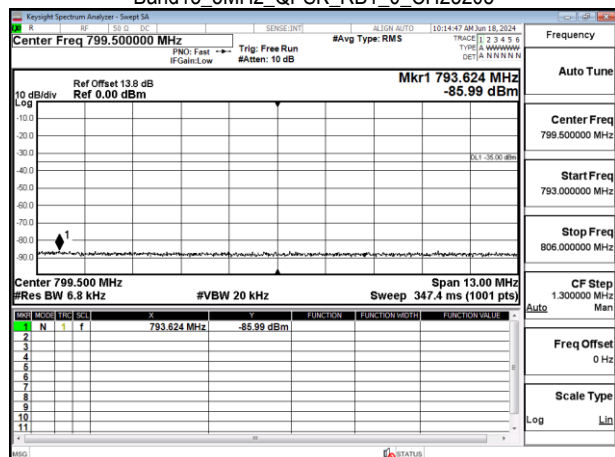 Keysight Spectrum Analyzer - Swept SA
R RF 50 Ω DC SENSE:INT ALIGN AUTO 10:14:47 AM Jun 18, 2024
Center Freq 799.500000 MHz #Avg Type: RMS TRACE 1 2 3 4 5 6
PNO: Fast Trig: Free Run TYPE A WWWWW
IFGain:Low #Atten: 10 dB DET A N N N N N
Ref Offset 13.8 dB Mkr1 793.624 MHz
10 dB/div Ref 0.00 dBm -85.99 dBm
Log
-10.0
-20.0
-30.0
DL1 -35.00 dBm
-40.0
-50.0
-60.0
-70.0
-80.0
1
-90.0
Center 799.500 MHz Span 13.00 MHz
#Res BW 6.8 kHz #VBW 20 kHz Sweep 347.4 ms (1001 pts)
MKR MODE TRC SCL X Y FUNCTION FUNCTION WIDTH FUNCTION VALUE
1 N 1 f 793.624 MHz -85.99 dBm
2
3
4
5
6
7
8
9
10
11
MSG STATUS
Frequency
Auto Tune
Center Freq
799.500000 MHz
Start Freq
793.000000 MHz
Stop Freq
806.000000 MHz
CF Step
1.300000 MHz
Auto Man
Freq Offset
0 Hz
Scale Type
Log Lin